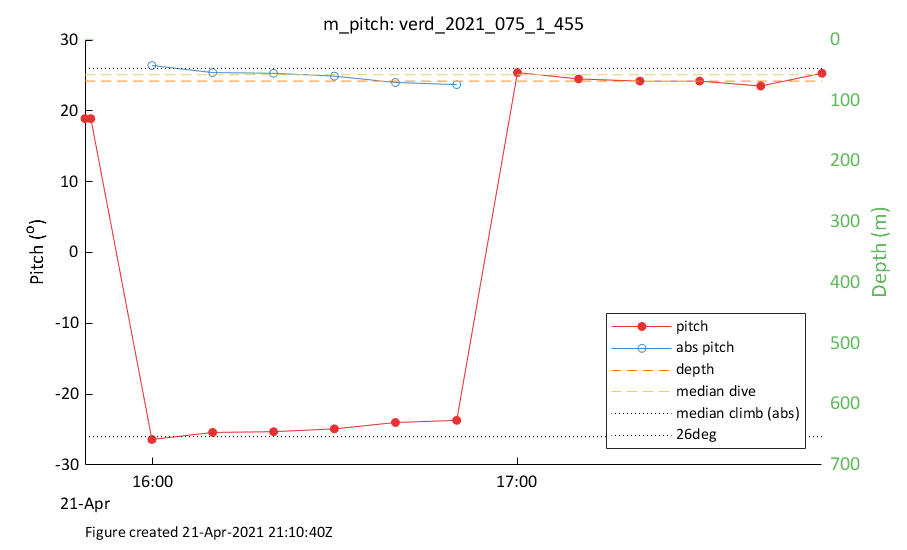 m_pitch: verd_2021_075_1_455
30
20
10
0
-10
-20
-30
Pitch (o)
0
100
200
300
400
500
600
700
Depth (m)
pitch
abs pitch
depth
median dive
median climb (abs)
26deg
16:00
17:00
21-Apr
Figure created 21-Apr-2021 21:10:40Z